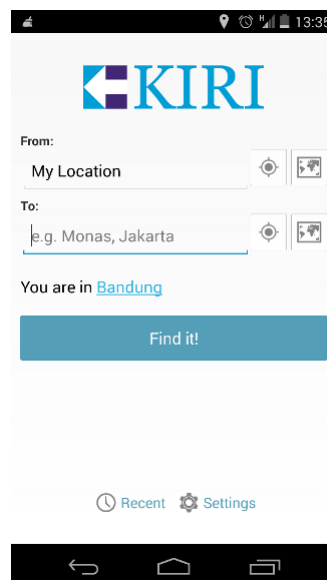 H 13:35
KIRI
From:
My Location
To:
e.g. Monas, Jakarta
You are in Bandung
Find it!
Recent Settings